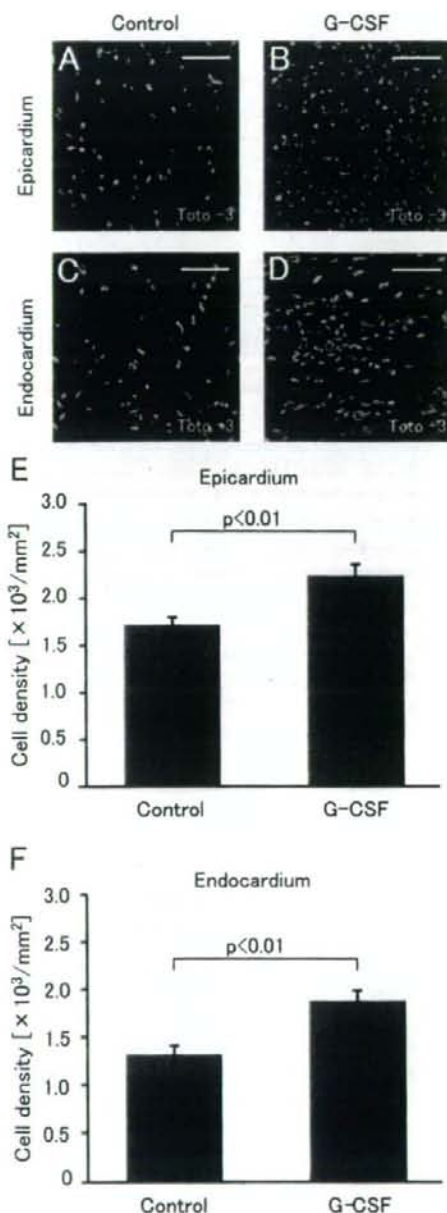 Control G-CSF
Epicardium
A
B
Toto -3
Toto -3
Endocardium
C
D
Toto -3
Toto +3
E
Epicardium
Cell density [×10³/mm²]
3.0
2.5
2.0
1.5
1.0
0.5
0
p<0.01
Control G-CSF
F
Endocardium
Cell density [×10³/mm²]
3.0
2.5
2.0
1.5
1.0
0.5
0
p<0.01
Control G-CSF